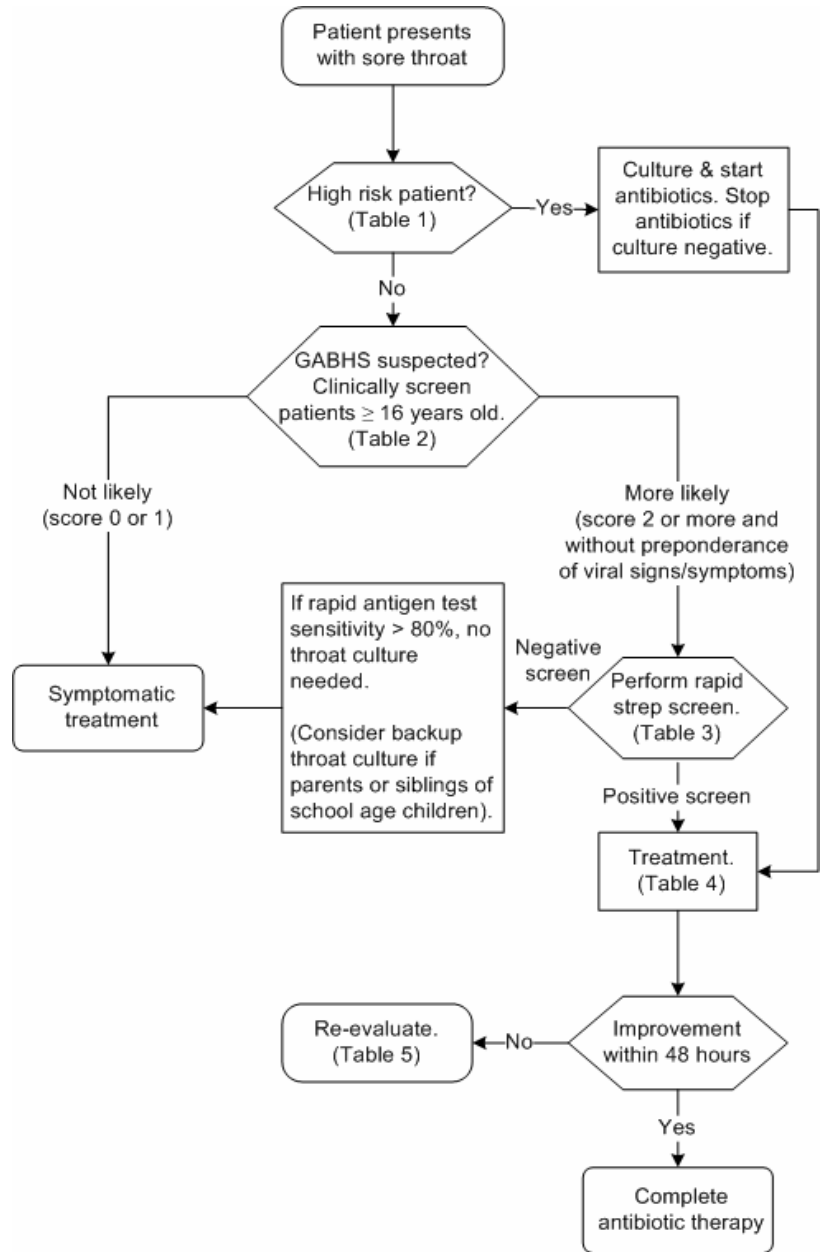 Patient presents
with sore throat
High risk patient?
(Table 1)
Yes
Culture & start
antibiotics. Stop
antibiotics if
culture negative.
No
GABHS suspected?
Clinically screen
patients ≥ 16 years old.
(Table 2)
Not likely
(score 0 or 1)
More likely
(score 2 or more and
without preponderance
of viral signs/symptoms)
Symptomatic
treatment
If rapid antigen test
sensitivity > 80%, no
throat culture
needed.
(Consider backup
throat culture if
parents or siblings of
school age children).
Negative
screen
Perform rapid
strep screen.
(Table 3)
Positive screen
Treatment.
(Table 4)
Improvement
within 48 hours
No
Re-evaluate.
(Table 5)
Yes
Complete
antibiotic therapy